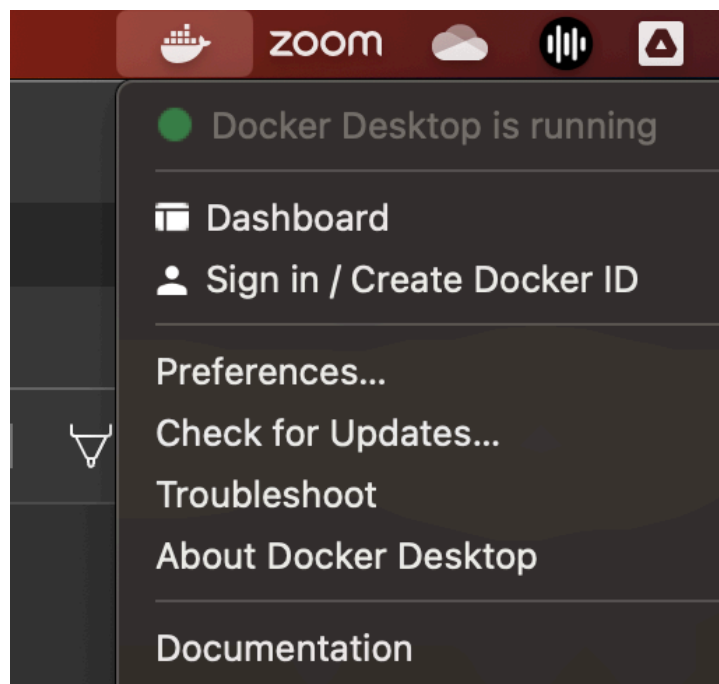 zoom
Docker Desktop is running
Dashboard
Sign in / Create Docker ID
Preferences...
Check for Updates...
Troubleshoot
About Docker Desktop
Documentation